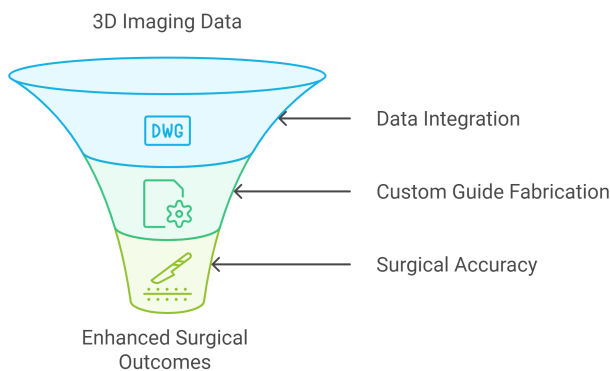 3D Imaging Data
DWG
Data Integration
Custom Guide Fabrication
Surgical Accuracy
Enhanced Surgical
Outcomes